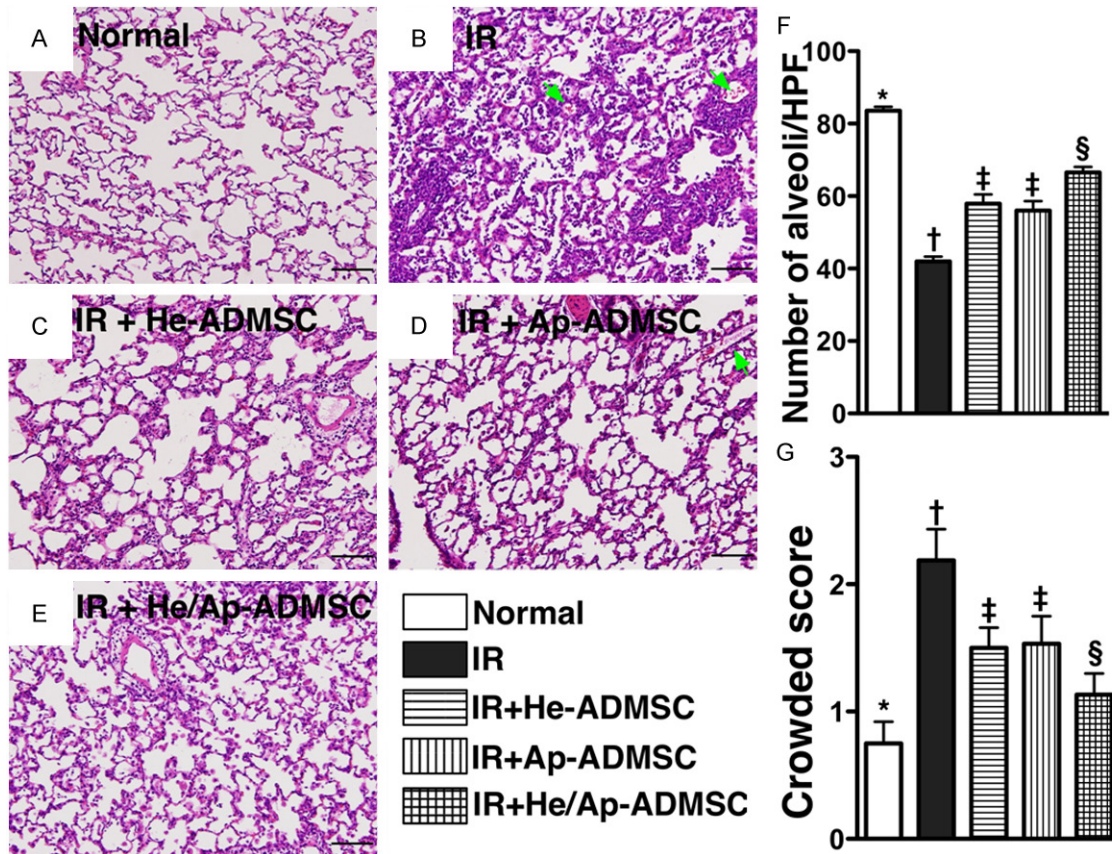 A Normal
B IR
C IR + He-ADMSC
D IR + Ap-ADMSC
E IR + He/Ap-ADMSC
Normal
IR
IR+He-ADMSC
IR+Ap-ADMSC
IR+He/Ap-ADMSC
F
Number of alveoli/HPF
100
80
60
40
20
0
*
†
‡
‡
§
G
Crowded score
3
2
1
0
*
†
‡
‡
§